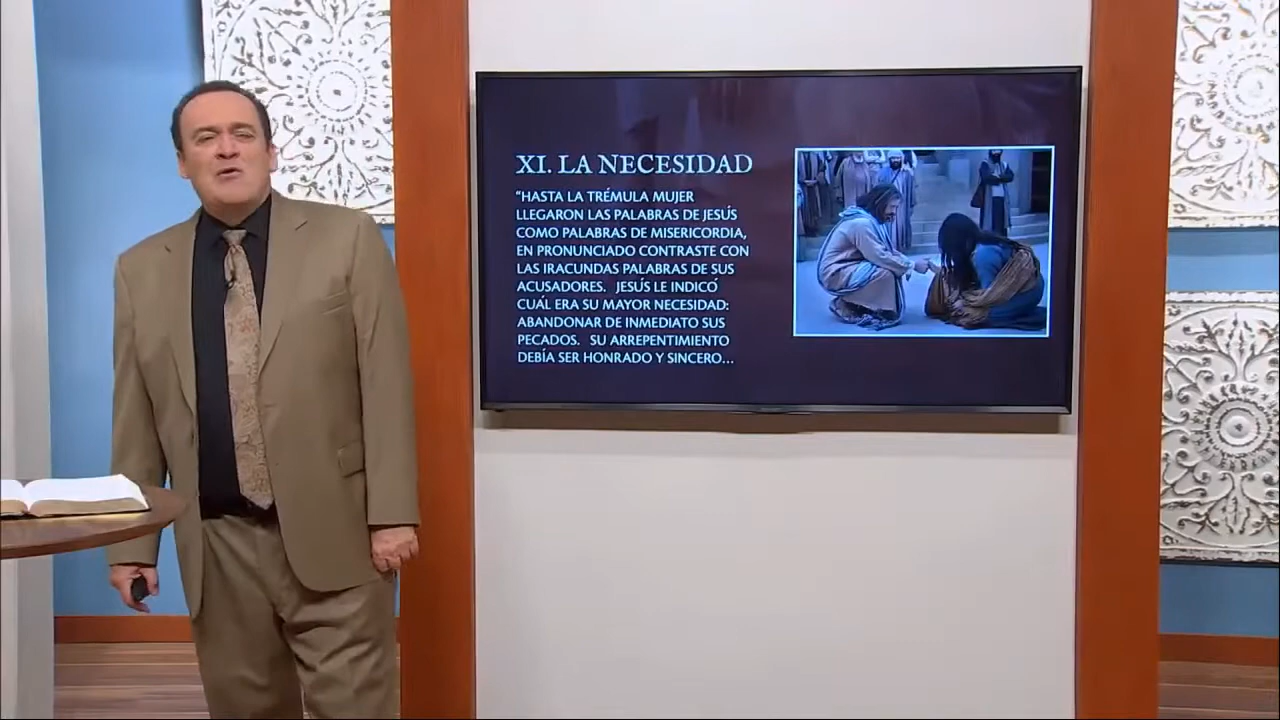 XI. LA NECESIDAD
“HASTA LA TRÉMULA MUJER
LLEGARON LAS PALABRAS DE JESÚS
COMO PALABRAS DE MISERICORDIA,
EN PRONUNCIADO CONTRASTE CON
LAS IRACUNDAS PALABRAS DE SUS
ACUSADORES. JESÚS LE INDICÓ
CUÁL ERA SU MAYOR NECESIDAD:
ABANDONAR DE INMEDIATO SUS
PECADOS. SU ARREPENTIMIENTO
DEBÍA SER HONRADO Y SINCERO…